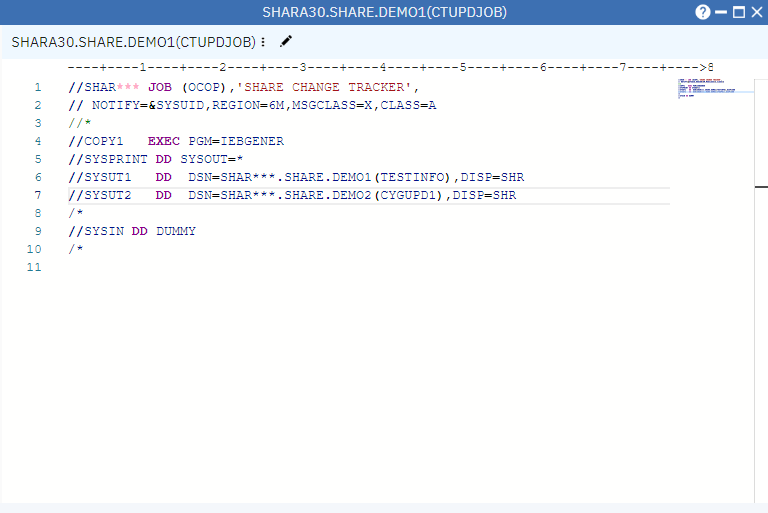 SHARA30.SHARE.DEMO1(CTUPDJOB)
SHARA30.SHARE.DEMO1(CTUPDJOB)
----+----1----+----2----+----3----+----4----+----5----+----6----+----7----+---->8
1 //SHAR*** JOB (OCOP),'SHARE CHANGE TRACKER',
2 // NOTIFY=&SYSUID,REGION=6M,MSGCLASS=X,CLASS=A
3 //*
4 //COPY1   EXEC PGM=IEBGENER
5 //SYSPRINT DD SYSOUT=*
6 //SYSUT1   DD  DSN=SHAR***.SHARE.DEMO1(TESTINFO),DISP=SHR
7 //SYSUT2   DD  DSN=SHAR***.SHARE.DEMO2(CYGUPD1),DISP=SHR
8 /*
9 //SYSIN DD DUMMY
10 /*
11